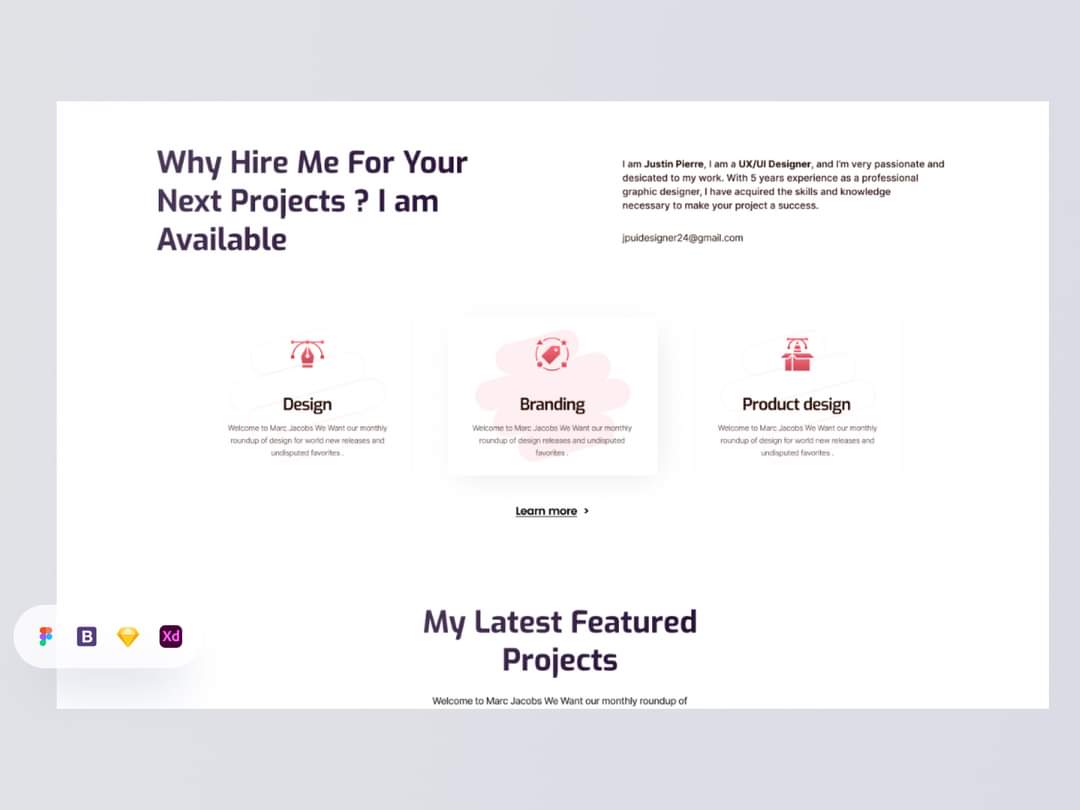 Why Hire Me For Your
Next Projects ? I am
Available
I am Justin Pierre, I am a UX/UI Designer, and I'm very passionate and
desicated to my work. With 5 years experience as a professional
graphic designer, I have acquired the skills and knowledge
necessary to make your project a success.
jpuidesigner24@gmail.com
Design
Welcome to Marc Jacobs We Want our monthly
roundup of design for world new releases and
undisputed favorites .
Branding
Welcome to Marc Jacobs We Want our monthly
roundup of design releases and undisputed
favorites .
Product design
Welcome to Marc Jacobs We Want our monthly
roundup of design for world new releases and
undisputed favorites .
Learn more >
B
Xd
My Latest Featured
Projects
Welcome to Marc Jacobs We Want our monthly roundup of